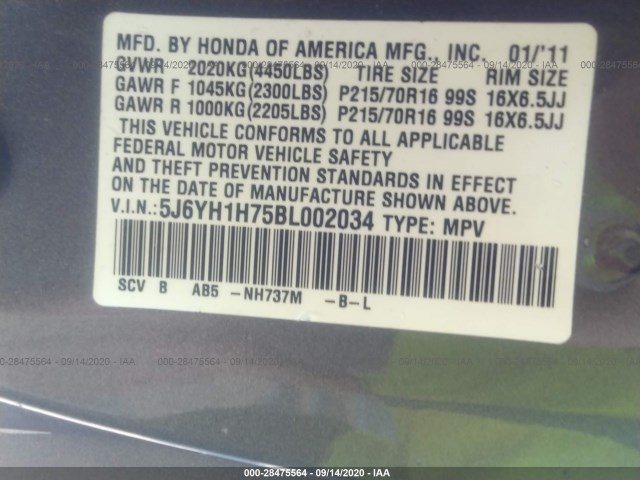 MFD. BY HONDA OF AMERICA MFG., INC. 01/'11
GVWR 2020KG(4450LBS) TIRE SIZE RIM SIZE
GAWR F 1045KG(2300LBS) P215/70R16 99S 16X6.5JJ
GAWR R 1000KG(2205LBS) P215/70R16 99S 16X6.5JJ
THIS VEHICLE CONFORMS TO ALL APPLICABLE
FEDERAL MOTOR VEHICLE SAFETY
AND THEFT PREVENTION STANDARDS IN EFFECT
ON THE DATE OF MANUFACTURE SHOWN ABOVE.
V.I.N.:5J6YH1H75BL002034 TYPE: MPV
SCV B AB5 -NH737M -B-L
000-28475564 - 09/14/2020 - IAA